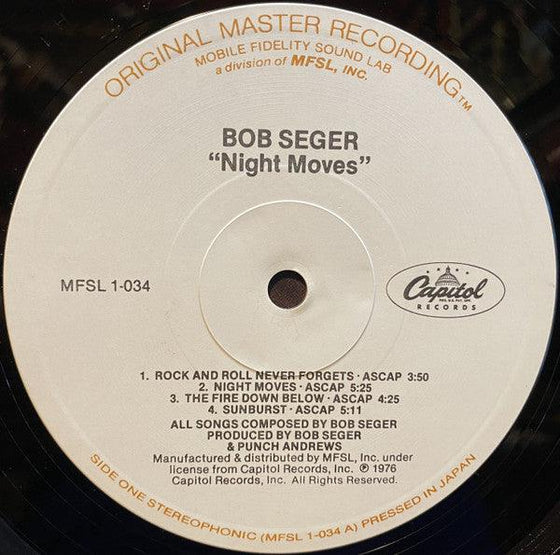 ORIGINAL MASTER RECORDING™
MOBILE FIDELITY SOUND LAB
a division of MFSL, INC.
BOB SEGER
“Night Moves”
MFSL 1-034
Capitol
RECORDS
1. ROCK AND ROLL NEVER FORGETS · ASCAP 3:50
2. NIGHT MOVES · ASCAP 5:25
3. THE FIRE DOWN BELOW · ASCAP 4:25
4. SUNBURST · ASCAP 5:11
ALL SONGS COMPOSED BY BOB SEGER
PRODUCED BY BOB SEGER
& PUNCH ANDREWS
Manufactured & distributed by MFSL, Inc. under
license from Capitol Records, Inc. ℗ 1976
Capitol Records, Inc. All Rights Reserved.
SIDE ONE STEREOPHONIC (MFSL 1-034 A) PRESSED IN JAPAN